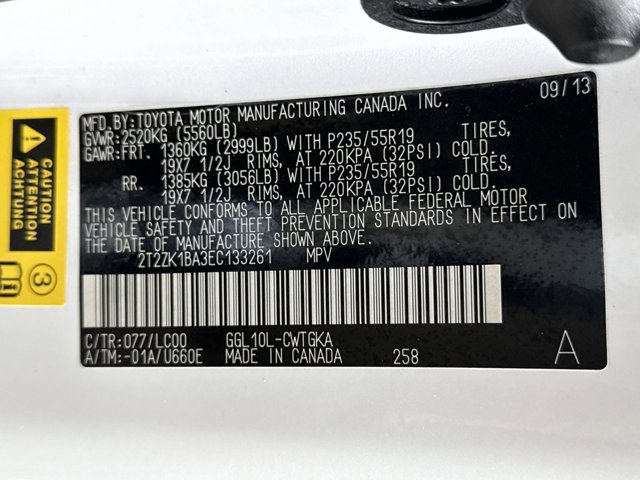 MFD.BY:TOYOTA MOTOR MANUFACTURING CANADA INC. 09/13
GVWR:2520KG (5560LB)
GAWR:FRT. 1360KG (2999LB) WITH P235/55R19 TIRES,
19X7 1/2J RIMS, AT 220KPA (32PSI) COLD.
RR. 1385KG (3056LB) WITH P235/55R19 TIRES,
19X7 1/2J RIMS, AT 220KPA (32PSI) COLD.
THIS VEHICLE CONFORMS TO ALL APPLICABLE FEDERAL MOTOR
VEHICLE SAFETY AND THEFT PREVENTION STANDARDS IN EFFECT ON
THE DATE OF MANUFACTURE SHOWN ABOVE.
2T2ZK1BA3EC133261 MPV
C/TR:077/LC00 GGL10L-CWTGKA
A/TM:-01A/U660E MADE IN CANADA 258 A
CAUTION
ATTENTION
ACHTUNG
3